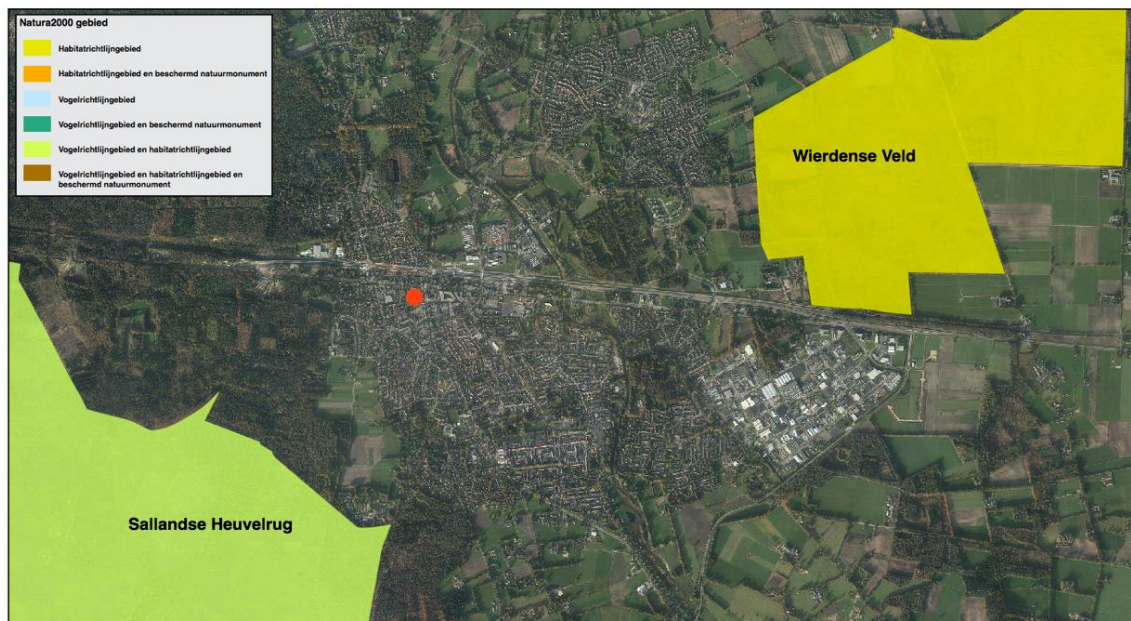 Natura2000 gebied
Habitatrichtlijngebied
Habitatrichtlijngebied en beschermd natuurmonument
Vogelrichtlijngebied
Vogelrichtlijngebied en beschermd natuurmonument
Vogelrichtlijngebied en habitatrichtlijngebied
Vogelrichtlijngebied en habitatrichtlijngebied en
beschermd natuurmonument
Wierdense Veld
Sallandse Heuvelrug